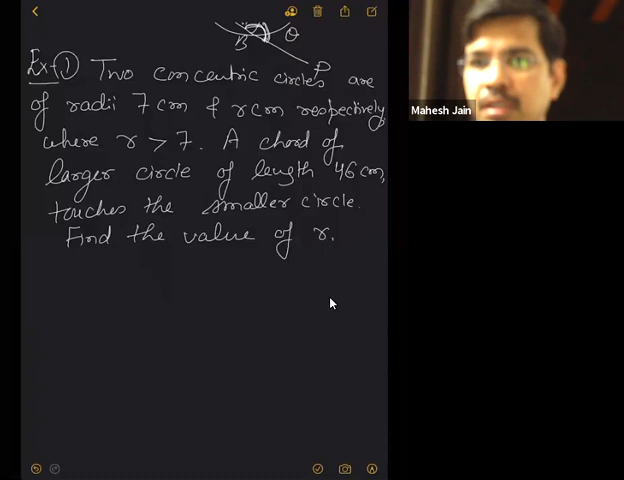 B Q
P
Ex-① Two concentric circles are
of radii 7 cm & r cm respectively
where r > 7. A chord of
larger circle of length 46 cm,
touches the smaller circle.
Find the value of r.
Mahesh Jain